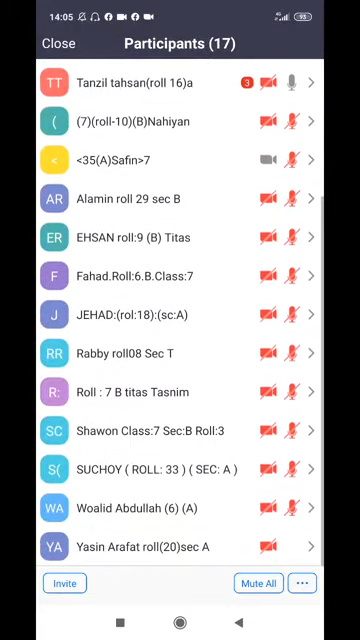 14:05 4G 93
Close Participants (17)
TT Tanzil tahsan(roll 16)a 3
( (7)(roll-10)(B)Nahiyan
< <35(A)Safin>7
AR Alamin roll 29 sec B
ER EHSAN roll:9 (B) Titas
F Fahad.Roll:6.B.Class:7
J JEHAD:(rol:18):(sc:A)
RR Rabby roll08 Sec T
R: Roll : 7 B titas Tasnim
SC Shawon Class:7 Sec:B Roll:3
S( SUCHOY ( ROLL: 33 ) ( SEC: A )
WA Woalid Abdullah (6) (A)
YA Yasin Arafat roll(20)sec A
Invite Mute All ...